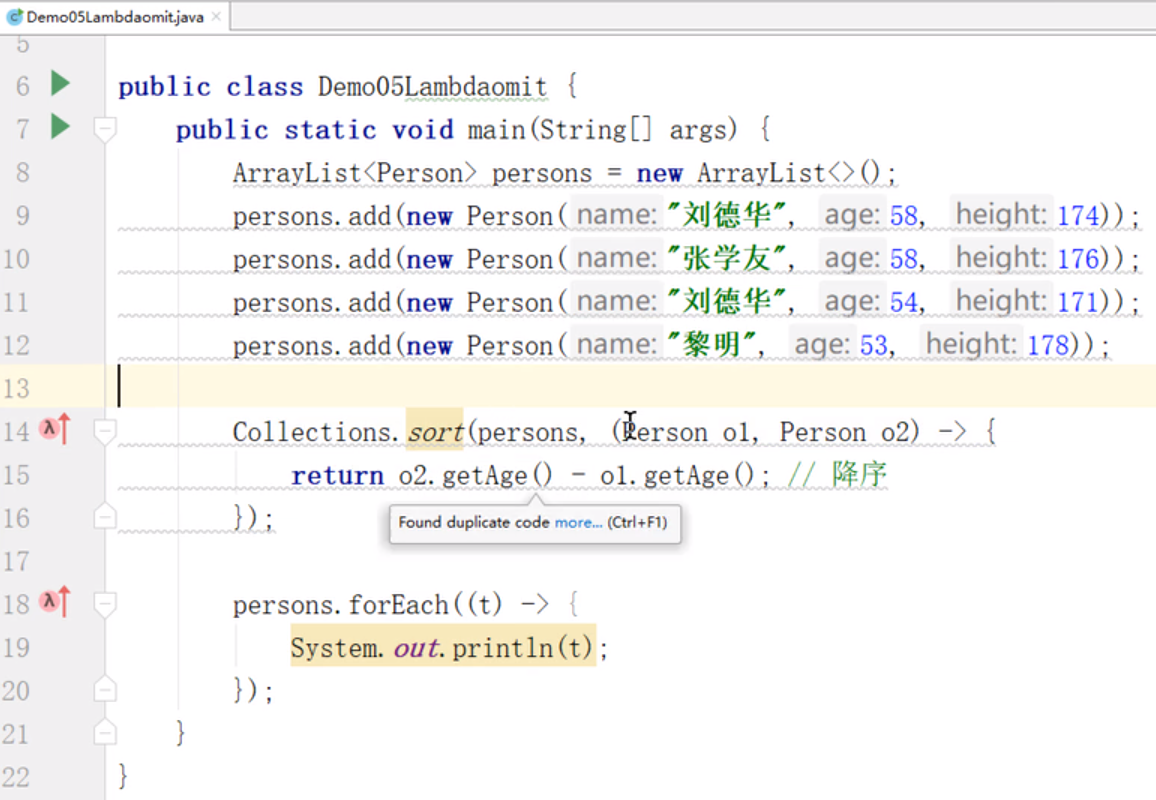 Demo05Lambdaomit.java
5
6 public class Demo05Lambdaomit {
7 public static void main(String[] args) {
8 ArrayList<Person> persons = new ArrayList<>();
9 persons.add(new Person( name: "刘德华", age: 58, height: 174));
10 persons.add(new Person( name: "张学友", age: 58, height: 176));
11 persons.add(new Person( name: "刘德华", age: 54, height: 171));
12 persons.add(new Person( name: "黎明", age: 53, height: 178));
13
14 Collections.sort(persons, (Person o1, Person o2) -> {
15 return o2.getAge() - o1.getAge(); // 降序
16 });
Found duplicate code more... (Ctrl+F1)
17
18 persons.forEach((t) -> {
19 System.out.println(t);
20 });
21 }
22 }